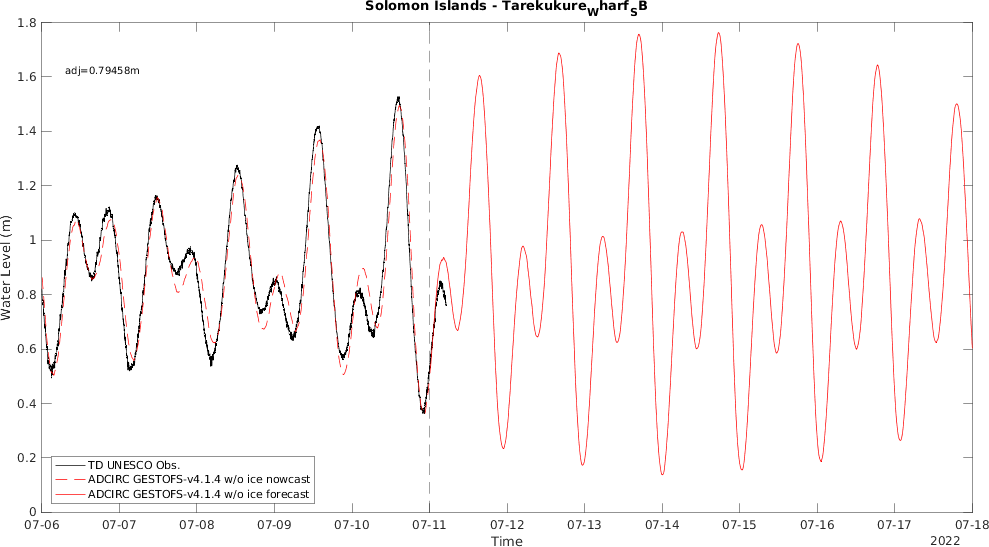 Solomon Islands - TarekukureWharfSB
adj=0.79458m
Water Level (m)
1.8
1.6
1.4
1.2
1
0.8
0.6
0.4
0.2
0
TD UNESCO Obs.
ADCIRC GESTOFS-v4.1.4 w/o ice nowcast
ADCIRC GESTOFS-v4.1.4 w/o ice forecast
07-06 07-07 07-08 07-09 07-10 07-11 07-12 07-13 07-14 07-15 07-16 07-17 07-18
Time
2022